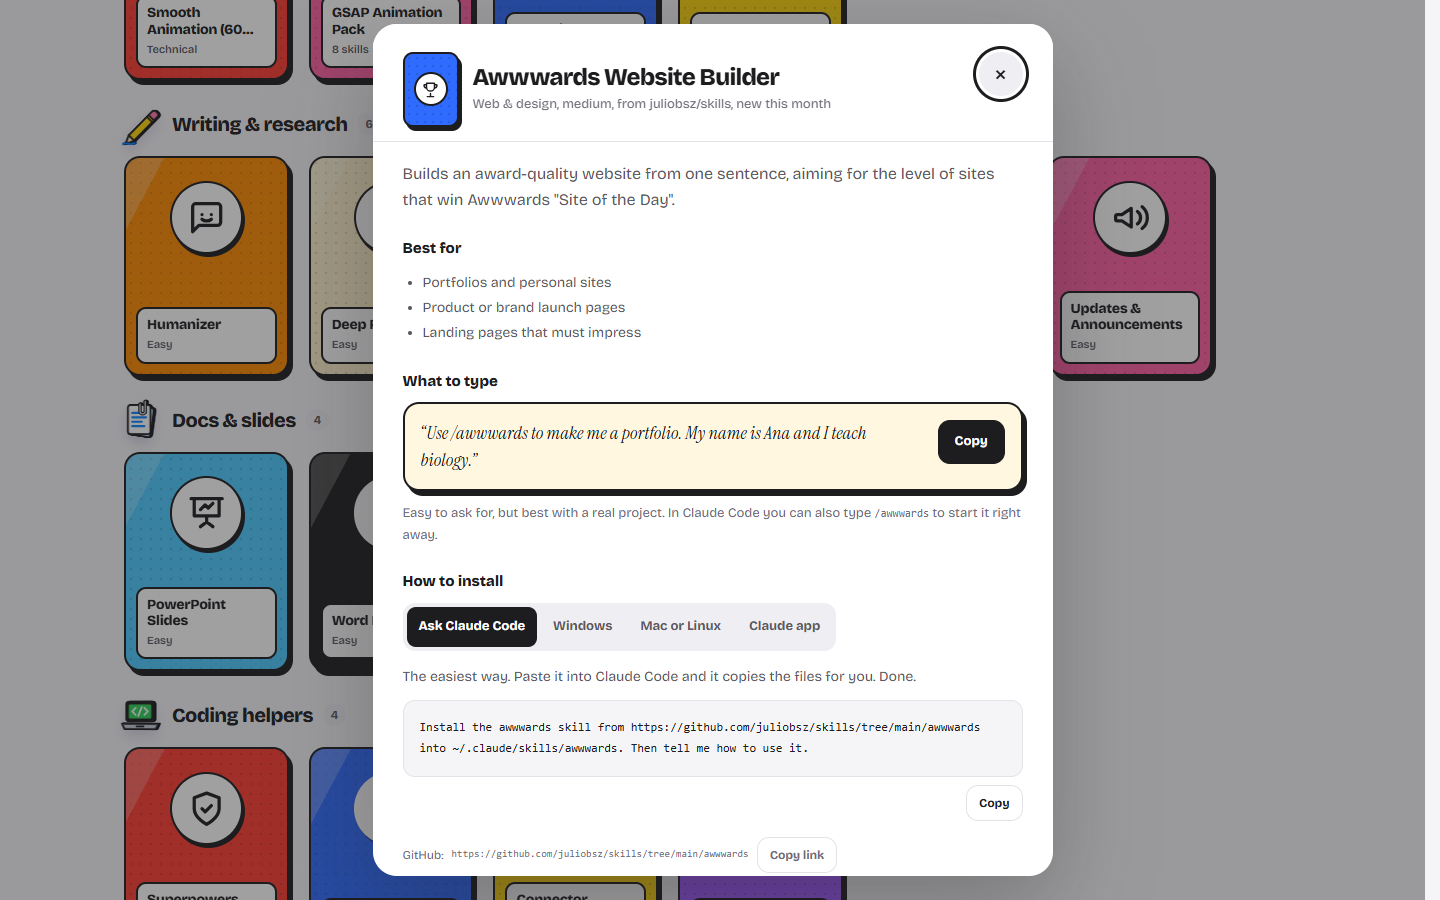 Smooth
Animation (60...
Technical
GSAP Animation
Pack
8 skills
Writing & research
6
Humanizer
Easy
Deep
Updates &
Announcements
Easy
Docs & slides
4
PowerPoint
Slides
Easy
Word
Easy
Coding helpers
4
Superpowers
Connector
Awwwards Website Builder
Web & design, medium, from juliobsz/skills, new this month
Builds an award-quality website from one sentence, aiming for the level of sites
that win Awwwards "Site of the Day".
Best for
• Portfolios and personal sites
• Product or brand launch pages
• Landing pages that must impress
What to type
“Use /awwwards to make me a portfolio. My name is Ana and I teach
biology.”
Copy
Easy to ask for, but best with a real project. In Claude Code you can also type /awwwards to start it right
away.
How to install
Ask Claude Code
Windows
Mac or Linux
Claude app
The easiest way. Paste it into Claude Code and it copies the files for you. Done.
Install the awwwards skill from https://github.com/juliobsz/skills/tree/main/awwwards
into ~/.claude/skills/awwwards. Then tell me how to use it.
Copy
GitHub: https://github.com/juliobsz/skills/tree/main/awwwards
Copy link